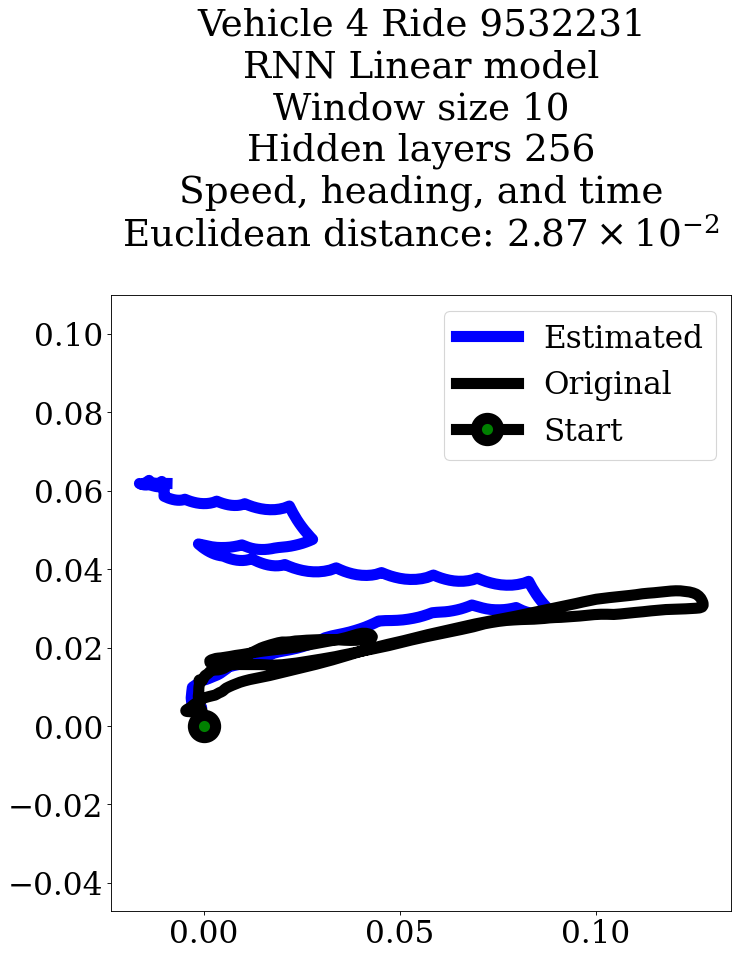 Vehicle 4 Ride 9532231
RNN Linear model
Window size 10
Hidden layers 256
Speed, heading, and time
Euclidean distance: 2.87 × 10⁻²
Estimated
Original
Start
0.10
0.08
0.06
0.04
0.02
0.00
−0.02
−0.04
0.00 0.05 0.10